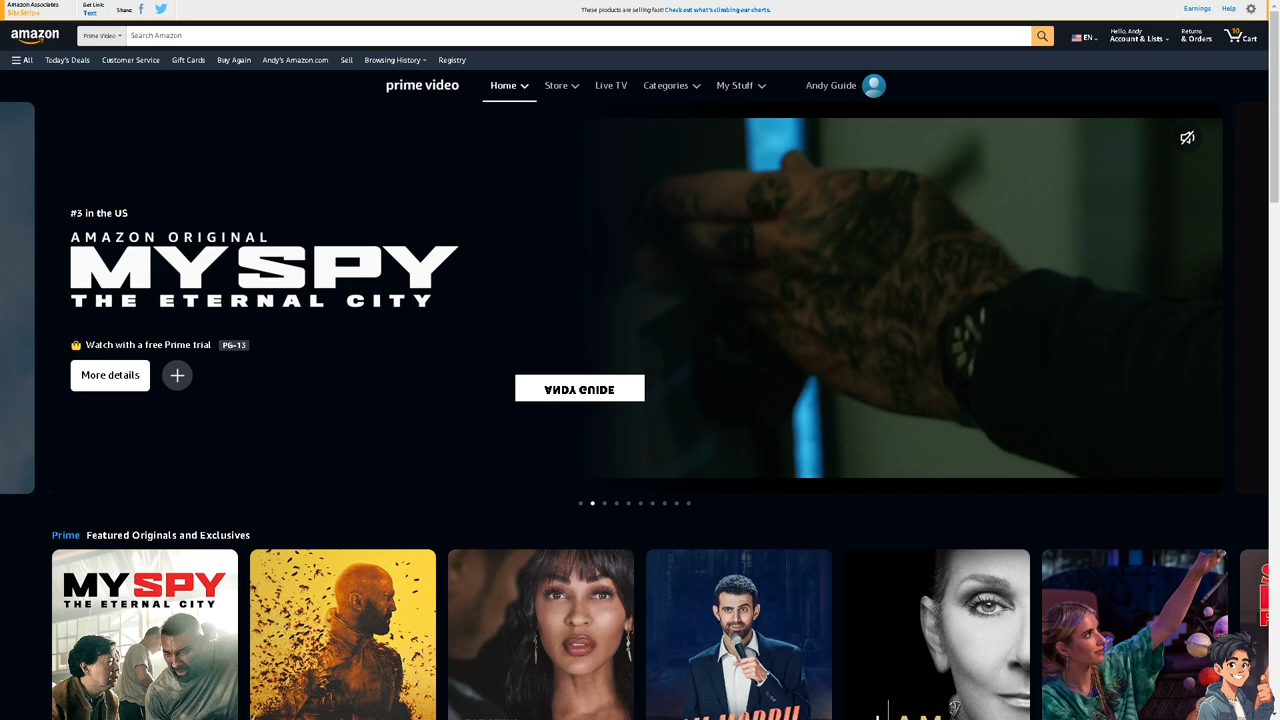 Amazon Associates
SiteStripe
Get Link:
Text
Share:
These products are selling fast! Check out what's climbing our charts.
Earnings
Help
amazon
Prime Video
Search Amazon
EN
Hello, Andy
Account & Lists
Returns
& Orders
10
Cart
All
Today's Deals
Customer Service
Gift Cards
Buy Again
Andy's Amazon.com
Sell
Browsing History
Registry
prime video
Home
Store
Live TV
Categories
My Stuff
Andy Guide
#3 in the US
AMAZON ORIGINAL
MY SPY
THE ETERNAL CITY
Watch with a free Prime trial
PG-13
More details
ANDY GUIDE
Prime Featured Originals and Exclusives
MY SPY
THE ETERNAL CITY
I AM